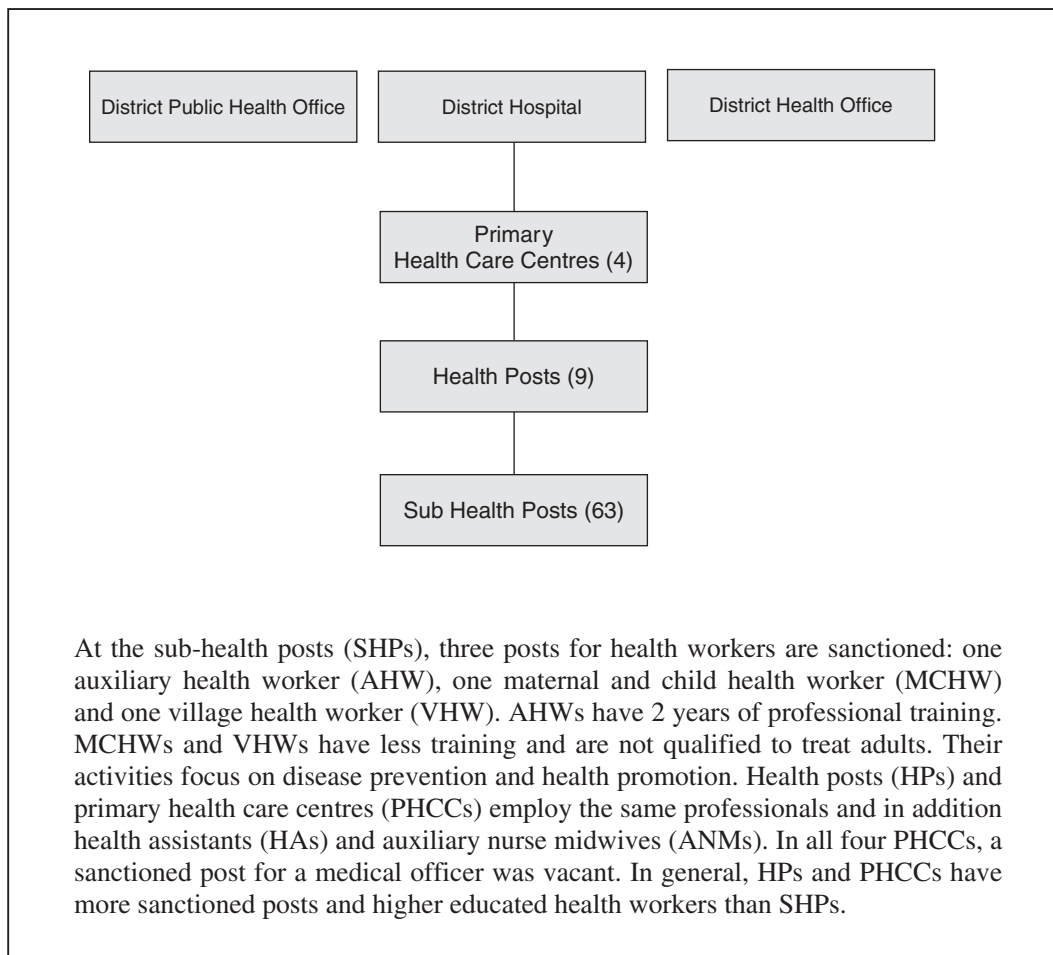 District Public Health Office
District Hospital
District Health Office
Primary
Health Care Centres (4)
Health Posts (9)
Sub Health Posts (63)
At the sub-health posts (SHPs), three posts for health workers are sanctioned: one
auxiliary health worker (AHW), one maternal and child health worker (MCHW)
and one village health worker (VHW). AHWs have 2 years of professional training.
MCHWs and VHWs have less training and are not qualified to treat adults. Their
activities focus on disease prevention and health promotion. Health posts (HPs) and
primary health care centres (PHCCs) employ the same professionals and in addition
health assistants (HAs) and auxiliary nurse midwives (ANMs). In all four PHCCs, a
sanctioned post for a medical officer was vacant. In general, HPs and PHCCs have
more sanctioned posts and higher educated health workers than SHPs.